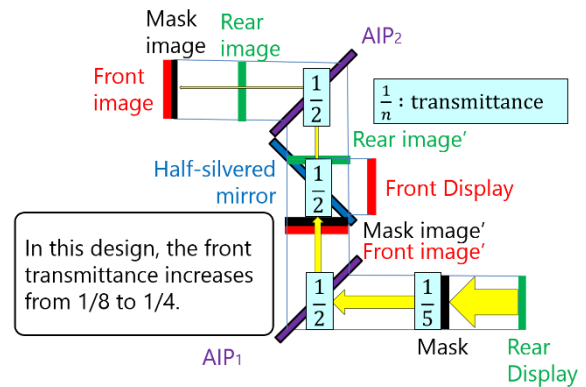 Mask
image
Rear
image
AIP2
Front
image
1/2
1/n : transmittance
Rear image’
Half-silvered
mirror
1/2
Front Display
Mask image’
Front image’
In this design, the front
transmittance increases
from 1/8 to 1/4.
1/2
1/5
AIP1
Mask
Rear
Display